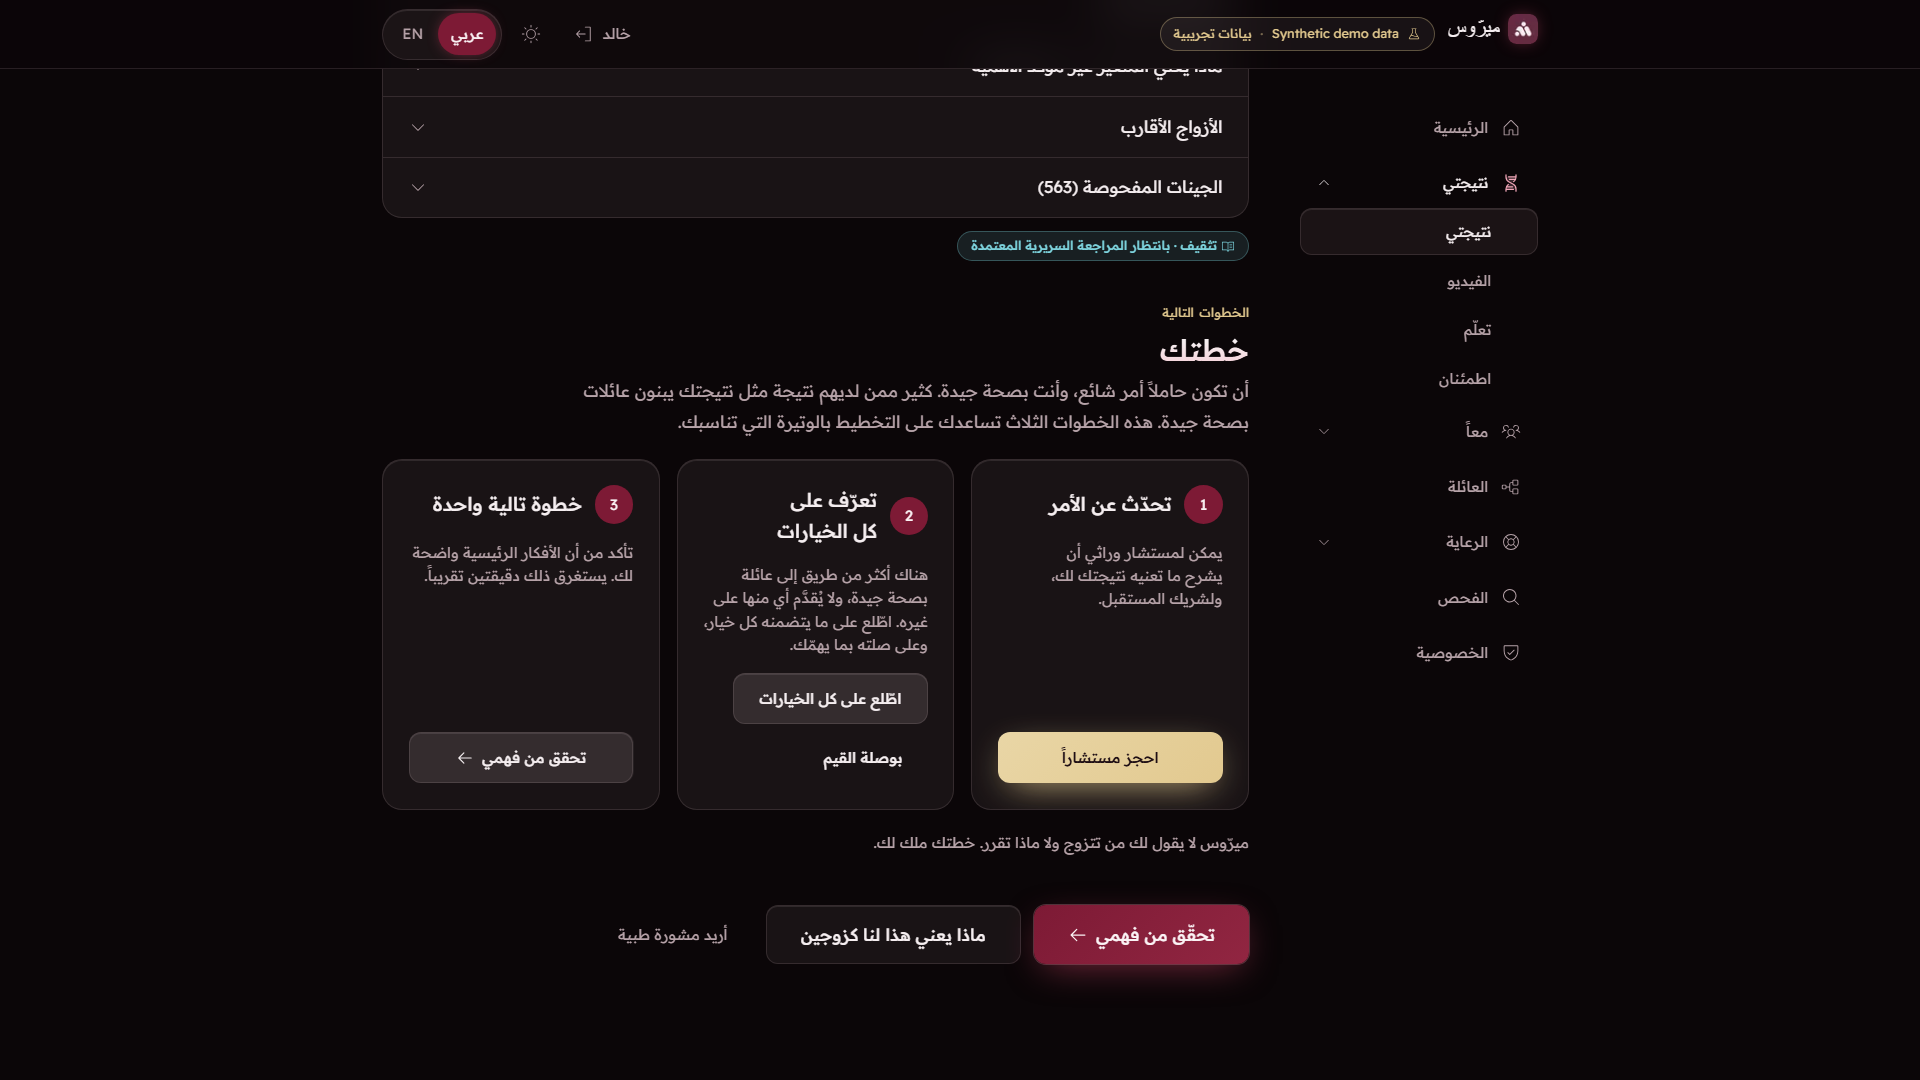 ميرّوس
Synthetic demo data · بيانات تجريبية
خالد
عربي
EN
الرئيسية
نتيجتي
نتيجتي
الفيديو
تعلّم
اطمئنان
معاً
العائلة
الرعاية
الفحص
الخصوصية
ماذا يعني المتغير غير مؤكد الأهمية
الأزواج الأقارب
الجينات المفحوصة (563)
تثقيف · بانتظار المراجعة السريرية المعتمدة
الخطوات التالية
خطتك
أن تكون حاملاً أمر شائع، وأنت بصحة جيدة. كثير ممن لديهم نتيجة مثل نتيجتك يبنون عائلات
بصحة جيدة. هذه الخطوات الثلاث تساعدك على التخطيط بالوتيرة التي تناسبك.
1
تحدّث عن الأمر
يمكن لمستشار وراثي أن
يشرح ما تعنيه نتيجتك لك،
ولشريك المستقبل.
احجز مستشاراً
2
تعرّف على
كل الخيارات
هناك أكثر من طريق إلى عائلة
بصحة جيدة، ولا يُقدَّم أي منها على
غيره. اطّلع على ما يتضمنه كل خيار،
وعلى صلته بما يهمّك.
اطّلع على كل الخيارات
بوصلة القيم
3
خطوة تالية واحدة
تأكد من أن الأفكار الرئيسية واضحة
لك. يستغرق ذلك دقيقتين تقريباً.
تحقق من فهمي
ميرّوس لا يقول لك من تتزوج ولا ماذا تقرر. خطتك ملك لك.
تحقّق من فهمي
ماذا يعني هذا لنا كزوجين
أريد مشورة طبية